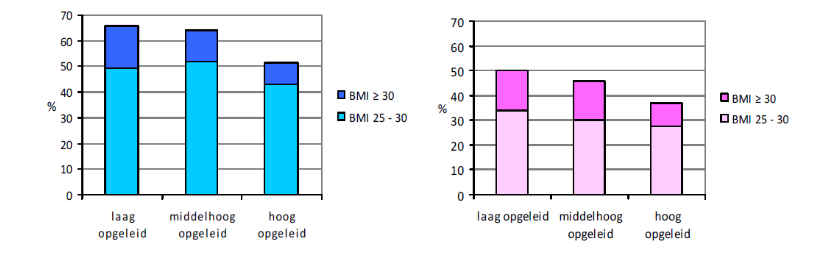 70
60
50
40
30
20
10
0
%
laag opgeleid
middelhoog opgeleid
hoog opgeleid
BMI ≥ 30
BMI 25 - 30
70
60
50
40
30
20
10
0
%
laag opgeleid
middelhoog opgeleid
hoog opgeleid
BMI ≥ 30
BMI 25 - 30